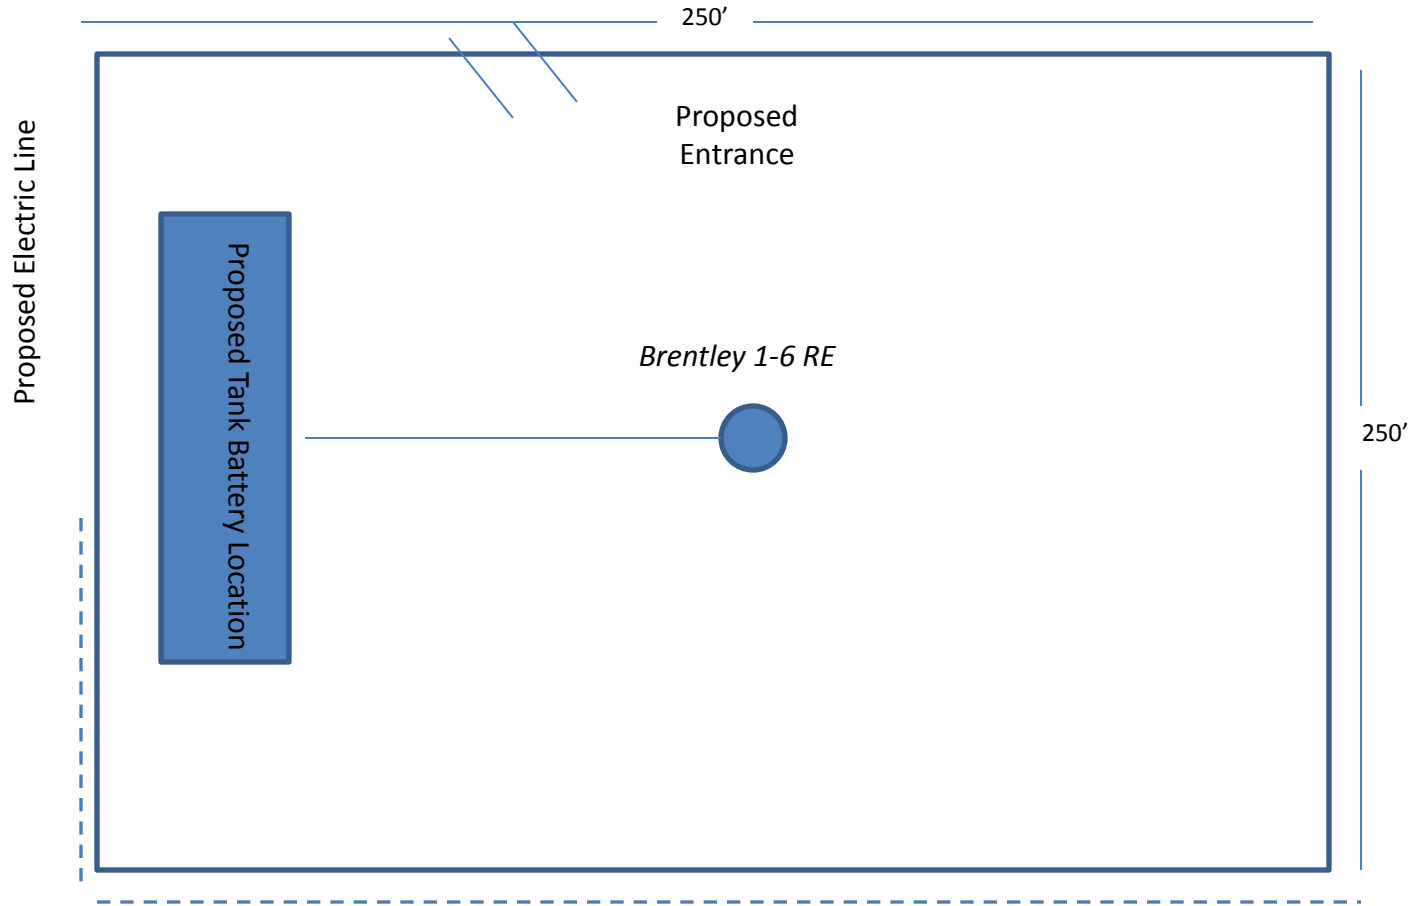 250’
Proposed
Entrance
Proposed Electric Line
Proposed Tank Battery Location
Brentley 1-6 RE
250’